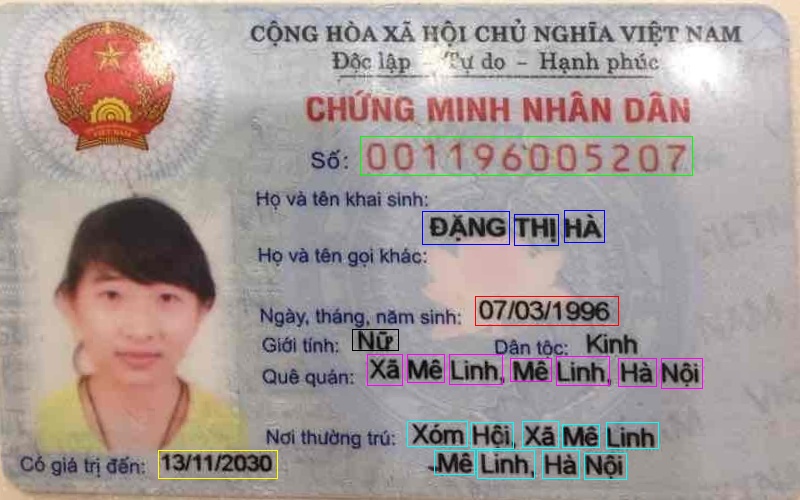 CỘNG HÒA XÃ HỘI CHỦ NGHĨA VIỆT NAM
Độc lập - Tự do - Hạnh phúc
CHỨNG MINH NHÂN DÂN
Số: 001196005207
Họ và tên khai sinh:
ĐẶNG THỊ HÀ
Họ và tên gọi khác:
Ngày, tháng, năm sinh: 07/03/1996
Giới tính: Nữ Dân tộc: Kinh
Quê quán: Xã Mê Linh, Mê Linh, Hà Nội
Nơi thường trú: Xóm Hội, Xã Mê Linh
Mê Linh, Hà Nội
Có giá trị đến: 13/11/2030
VIỆT NAM